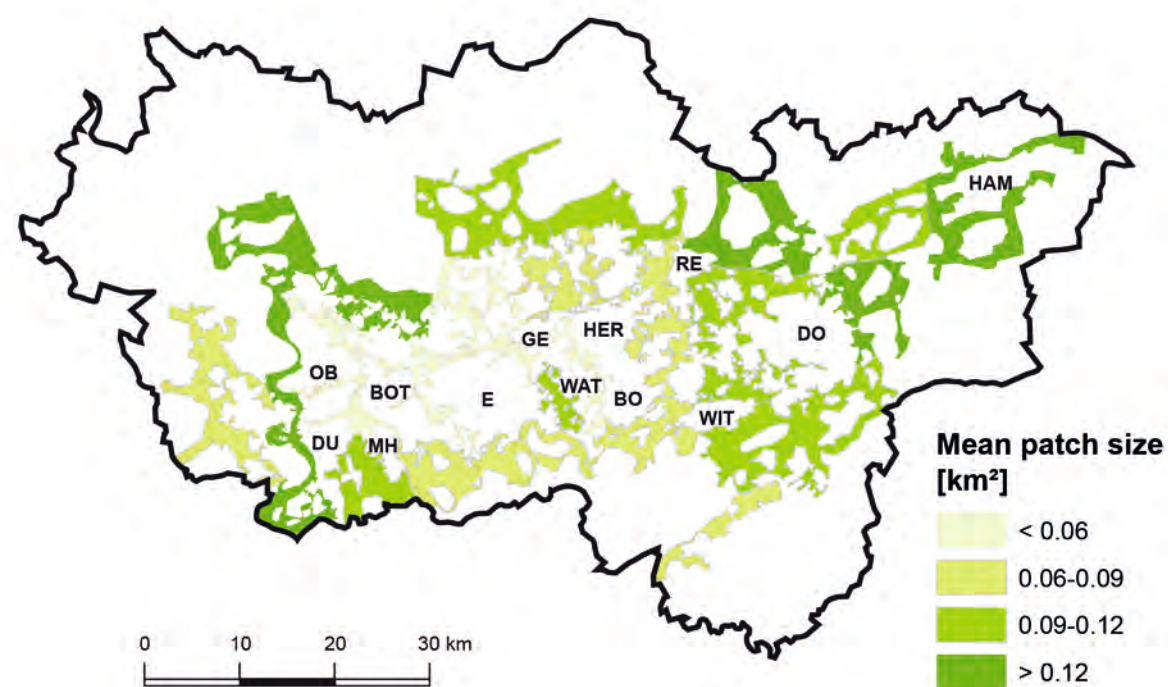 HAM
RE
GE
HER
DO
OB
BOT
E
WAT
BO
WIT
DU
MH
Mean patch size
[km²]
< 0.06
0.06-0.09
0.09-0.12
> 0.12
0 10 20 30 km